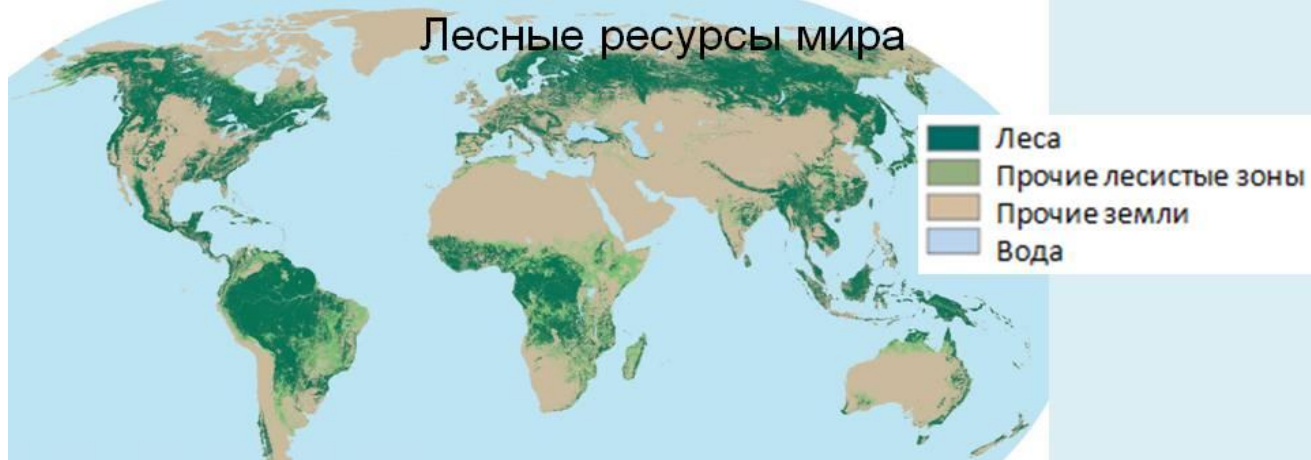 Лесные ресурсы мира
Леса
Прочие лесистые зоны
Прочие земли
Вода